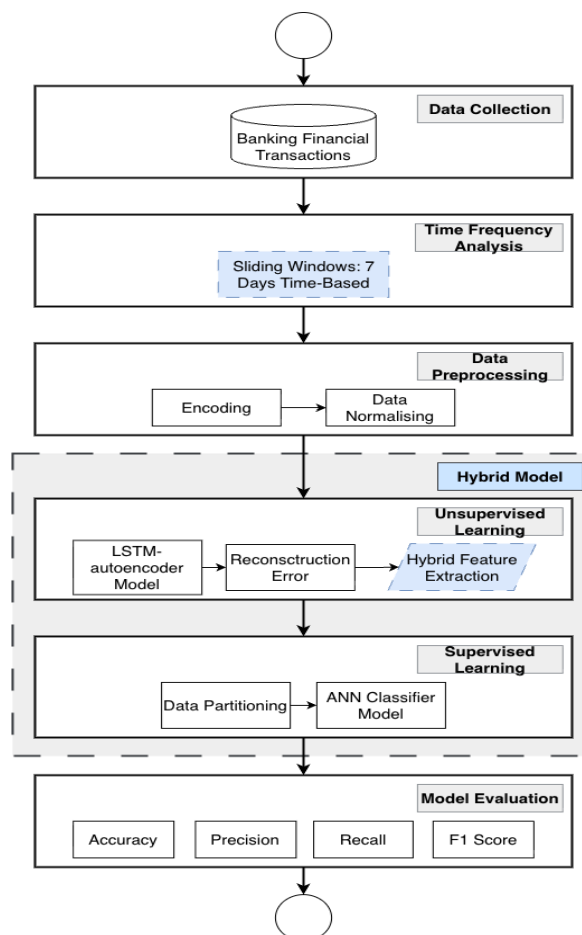 Data Collection
Banking Financial
Transactions
Time Frequency
Analysis
Sliding Windows: 7
Days Time-Based
Data
Preprocessing
Encoding
Data
Normalising
Hybrid Model
Unsupervised
Learning
LSTM-
autoencoder
Model
Reconsctruction
Error
Hybrid Feature
Extraction
Supervised
Learning
Data Partitioning
ANN Classifier
Model
Model Evaluation
Accuracy
Precision
Recall
F1 Score